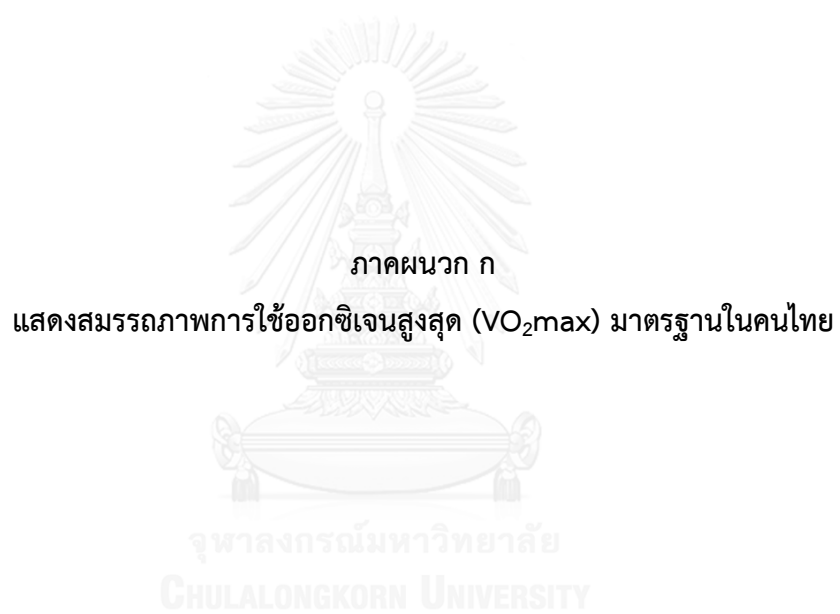 ภาคผนวก ก
แสดงสมรรถภาพการใช้ออกซิเจนสูงสุด (VO₂max) มาตรฐานในคนไทย
จุฬาลงกรณ์มหาวิทยาลัย
CHULALONGKORN UNIVERSITY